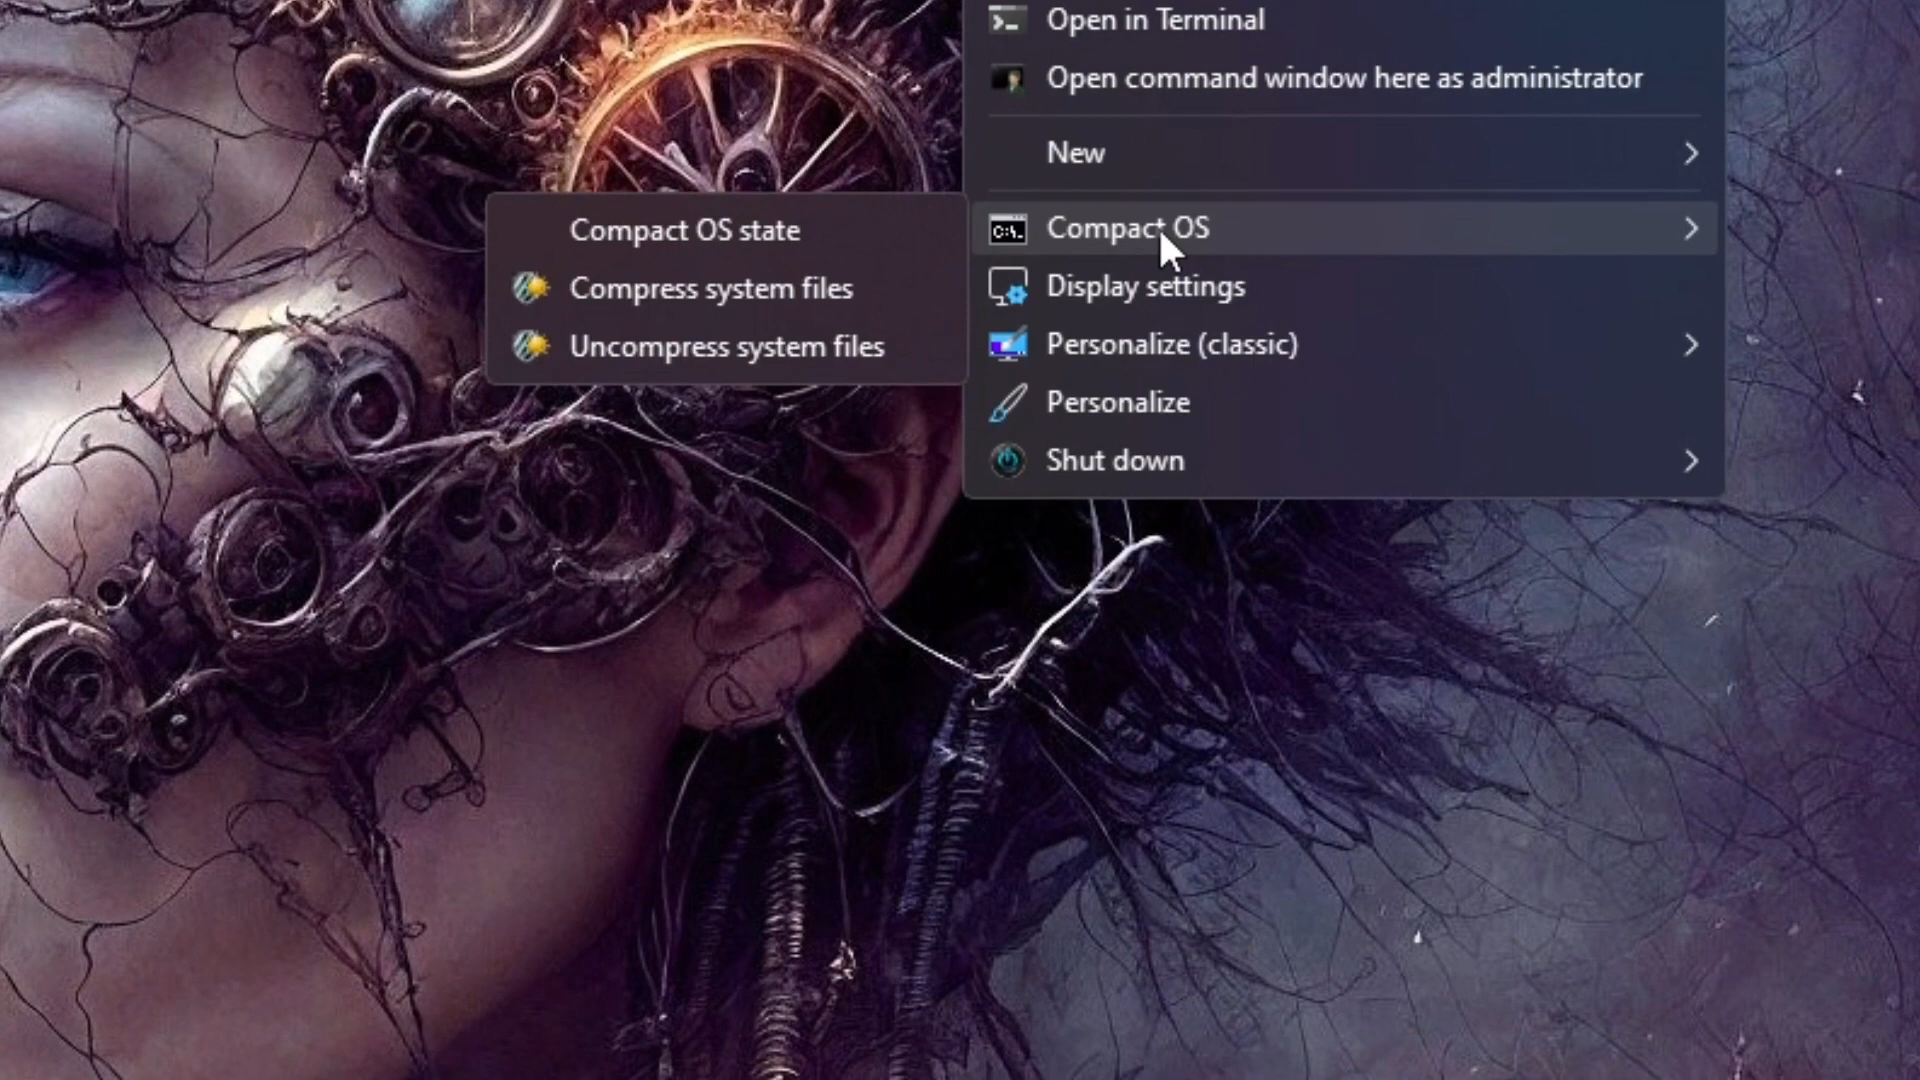 Open in Terminal
Open command window here as administrator
New
Compact OS
Display settings
Personalize (classic)
Personalize
Shut down
Compact OS state
Compress system files
Uncompress system files